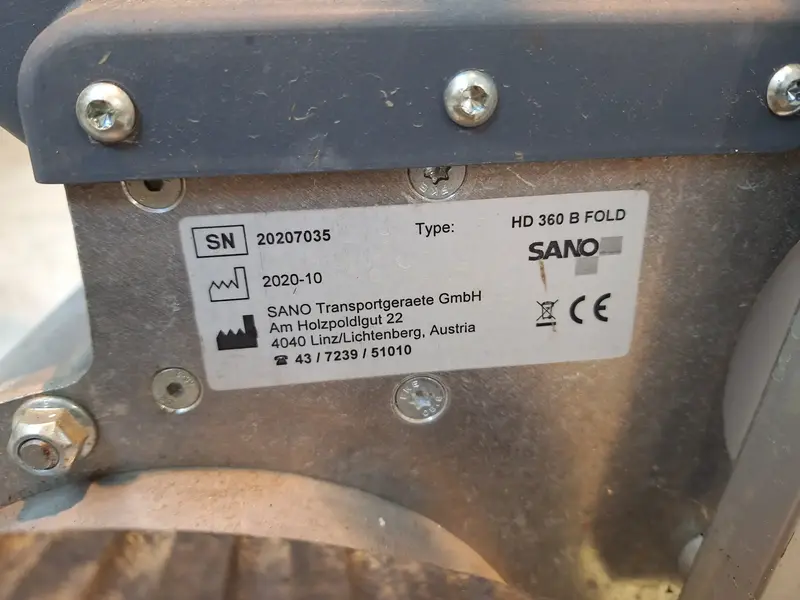 SN 20207035 Type: HD 360 B FOLD
SANO
2020-10
SANO Transportgeraete GmbH
Am Holzpoldlgut 22
4040 Linz/Lichtenberg, Austria
☎ 43 / 7239 / 51010
CE